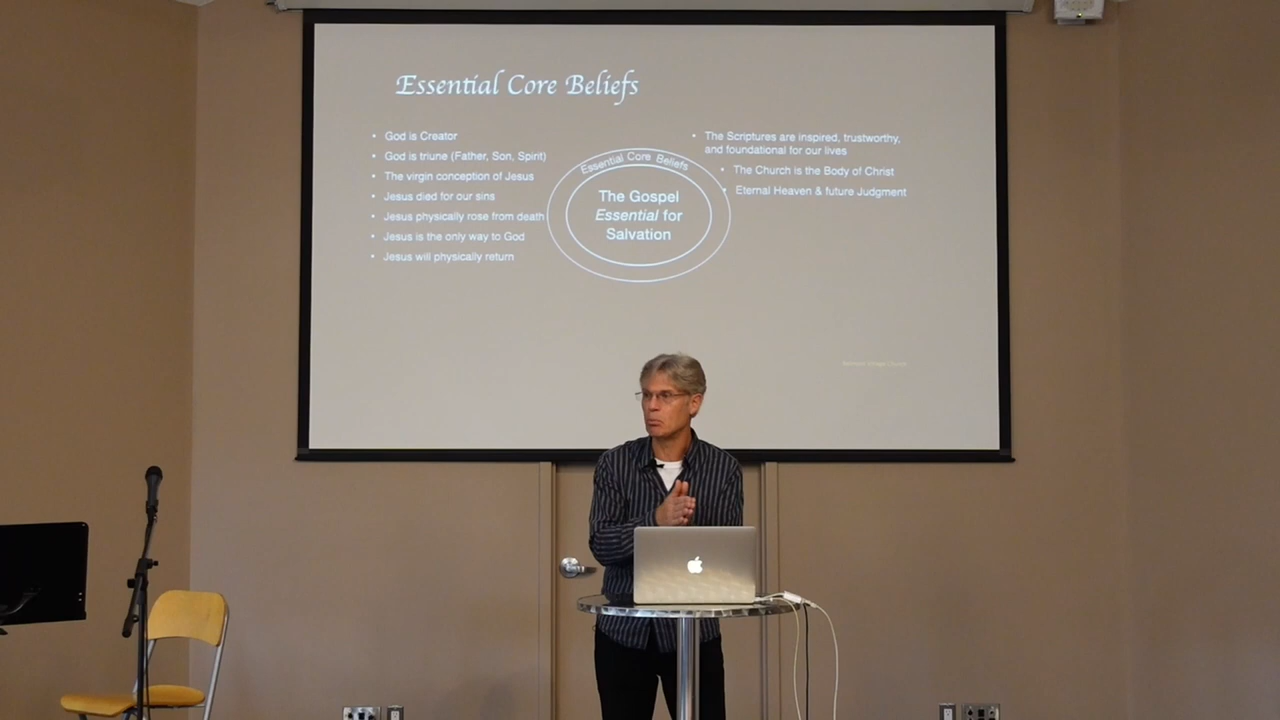 Essential Core Beliefs
• God is Creator
• God is triune (Father, Son, Spirit)
• The virgin conception of Jesus
• Jesus died for our sins
• Jesus physically rose from death
• Jesus is the only way to God
• Jesus will physically return
Essential Core Beliefs
The Gospel
Essential for
Salvation
• The Scriptures are inspired, trustworthy,
and foundational for our lives
• The Church is the Body of Christ
• Eternal Heaven & future Judgment